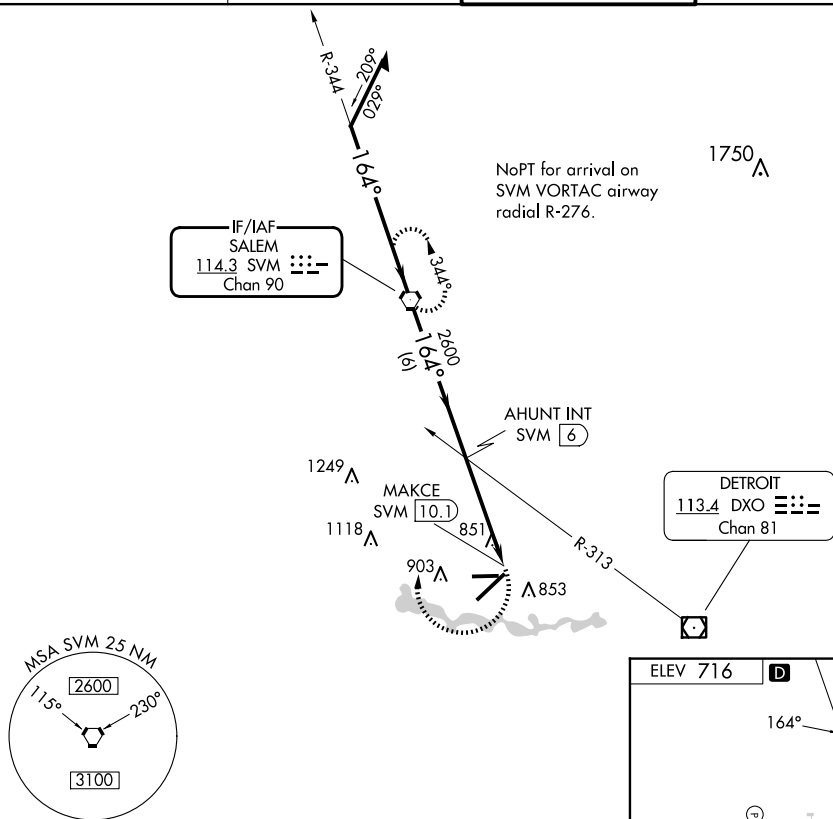 R-344
209°
029°
164°
NoPT for arrival on
SVM VORTAC airway
radial R-276.
1750
IF/IAF
SALEM
114.3 SVM
Chan 90
344°
2600
164°
(6)
AHUNT INT
SVM 6
1249
MAKCE
SVM 10.1
1118
851
903
853
R-313
DETROIT
113.4 DXO
Chan 81
MSA SVM 25 NM
2600
115°
230°
3100
ELEV 716 D
164°
P